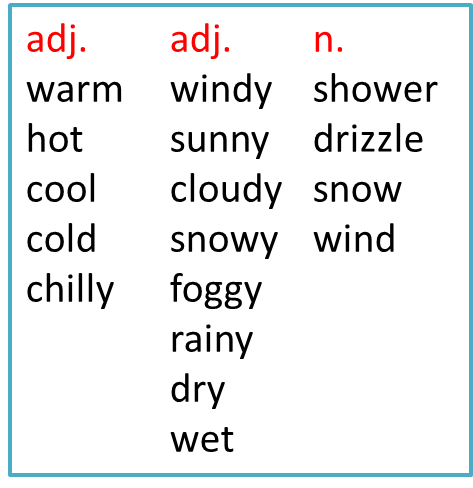 adj. adj. n.
warm windy shower
hot sunny drizzle
cool cloudy snow
cold snowy wind
chilly foggy
rainy
dry
wet